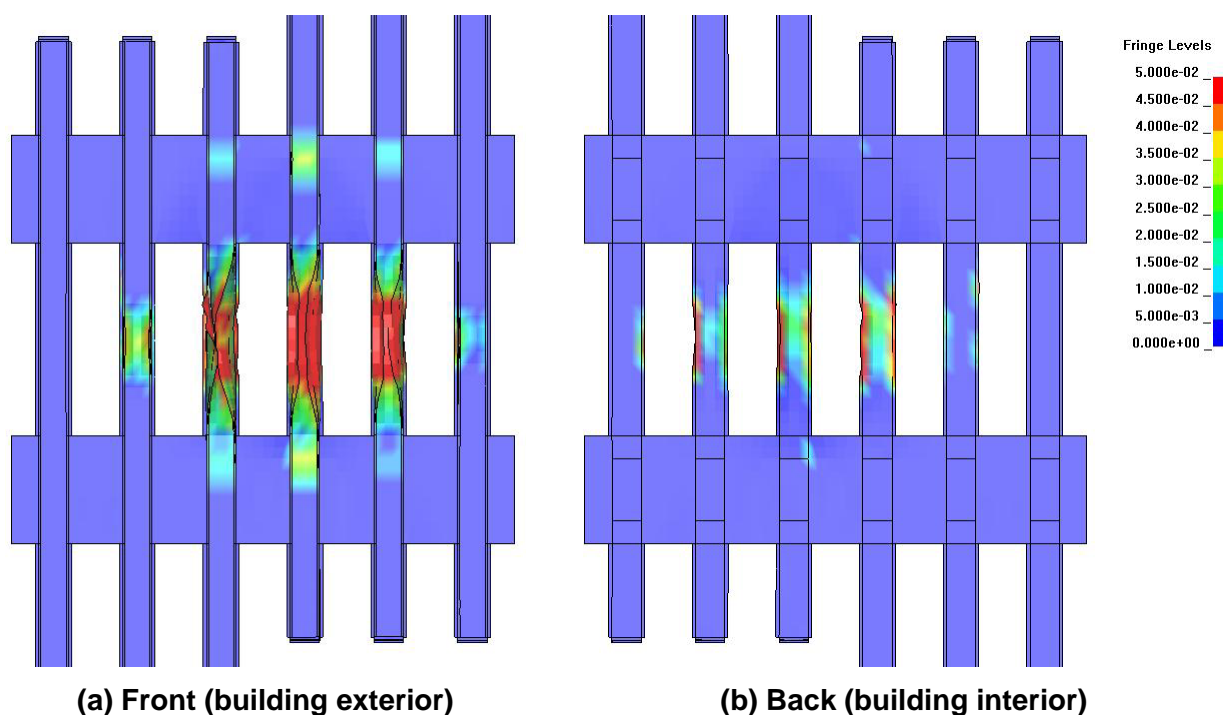 Fringe Levels
5.000e-02
4.500e-02
4.000e-02
3.500e-02
3.000e-02
2.500e-02
2.000e-02
1.500e-02
1.000e-02
5.000e-03
0.000e+00
(a) Front (building exterior)
(b) Back (building interior)